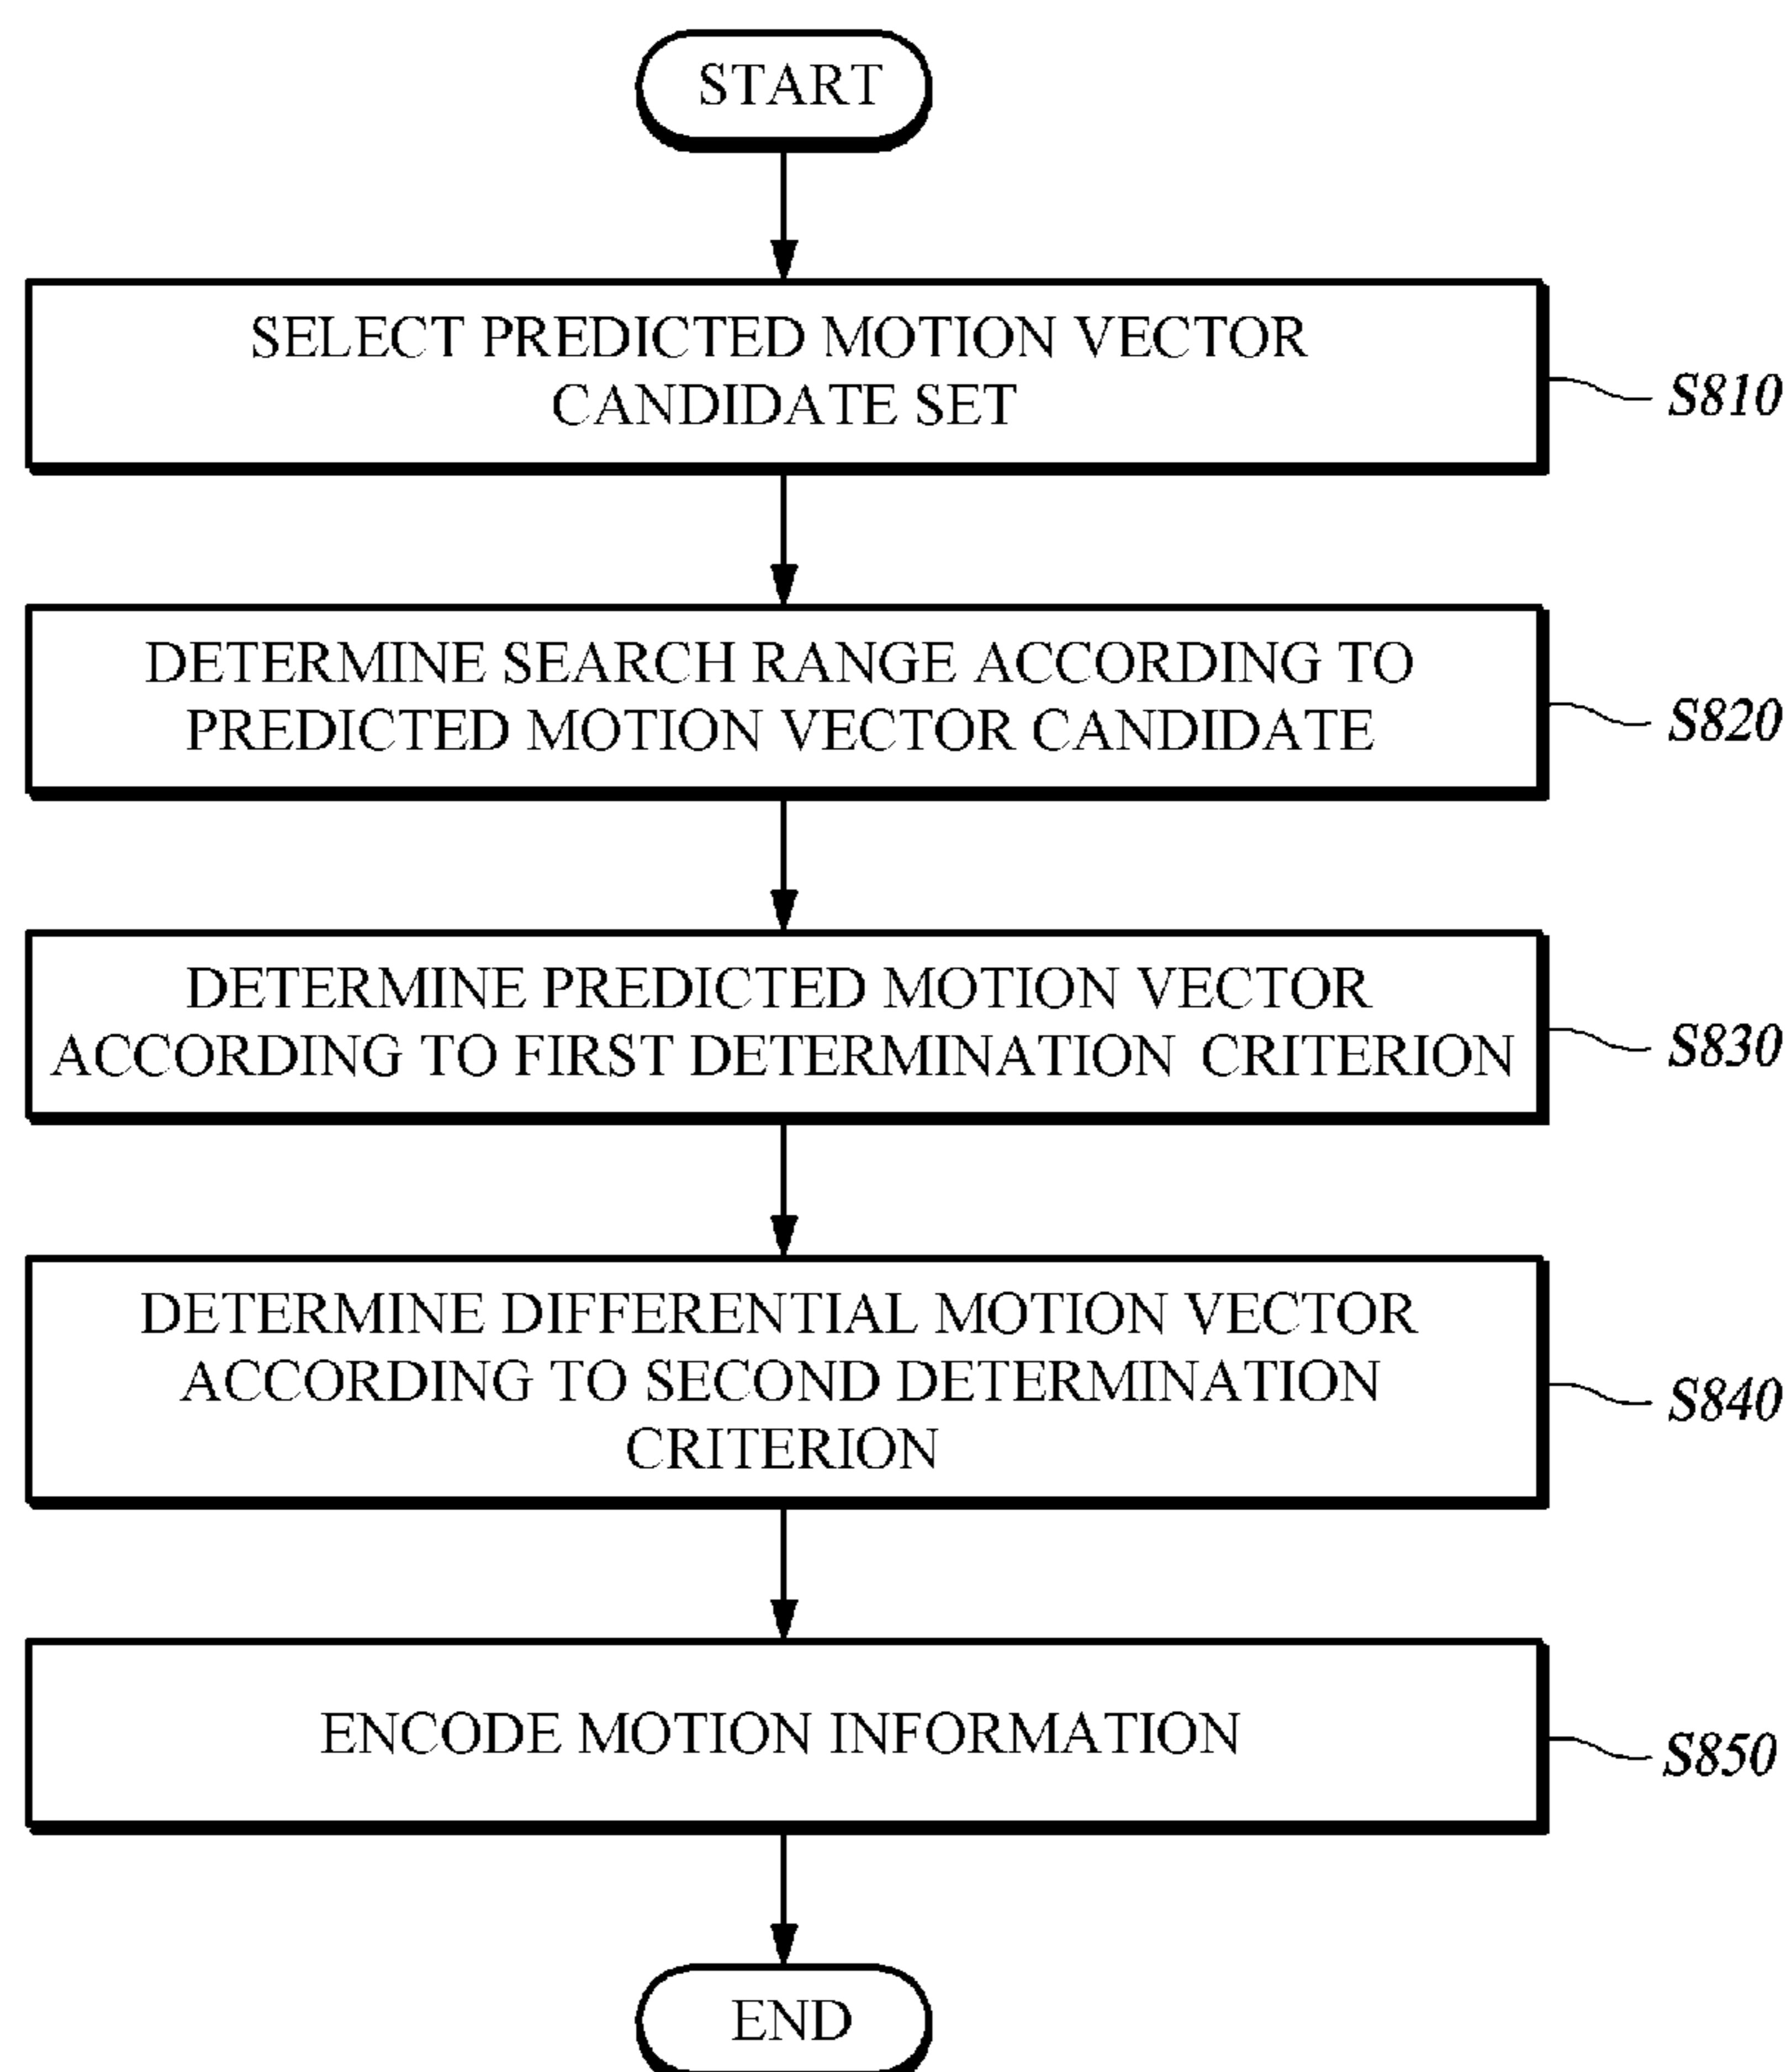 START
SELECT PREDICTED MOTION VECTOR
CANDIDATE SET
S810
DETERMINE SEARCH RANGE ACCORDING TO
PREDICTED MOTION VECTOR CANDIDATE
S820
DETERMINE PREDICTED MOTION VECTOR
ACCORDING TO FIRST DETERMINATION CRITERION
S830
DETERMINE DIFFERENTIAL MOTION VECTOR
ACCORDING TO SECOND DETERMINATION
CRITERION
S840
ENCODE MOTION INFORMATION
S850
END